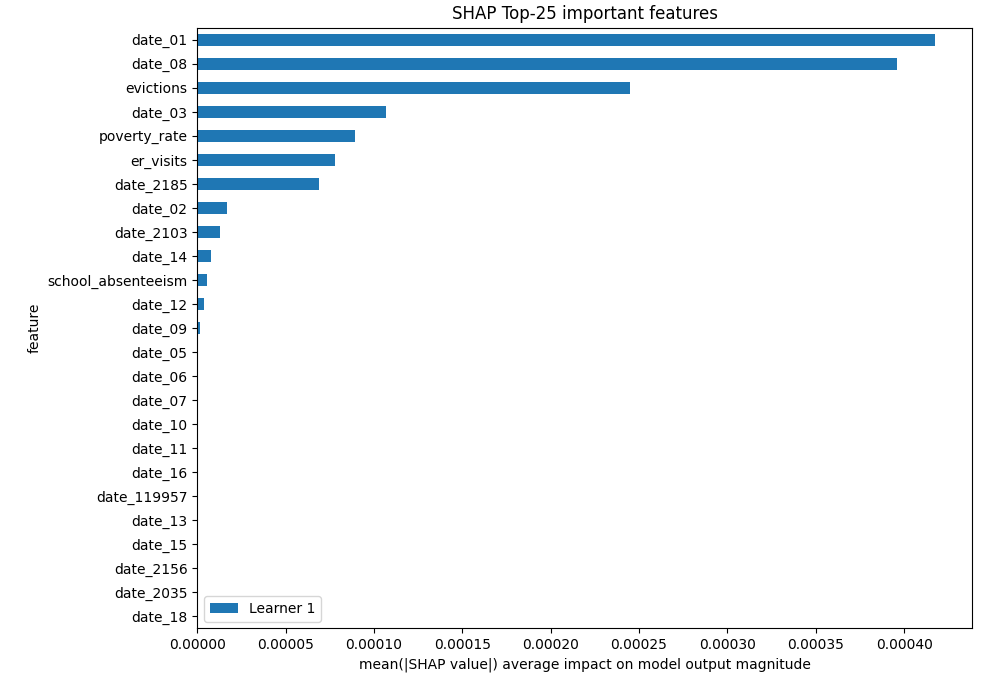 SHAP Top-25 important features
date_01
date_08
evictions
date_03
poverty_rate
er_visits
date_2185
date_02
date_2103
date_14
school_absenteeism
date_12
date_09
date_05
date_06
date_07
date_10
date_11
date_16
date_119957
date_13
date_15
date_2156
date_2035
date_18
feature
Learner 1
0.00000 0.00005 0.00010 0.00015 0.00020 0.00025 0.00030 0.00035 0.00040
mean(|SHAP value|) average impact on model output magnitude